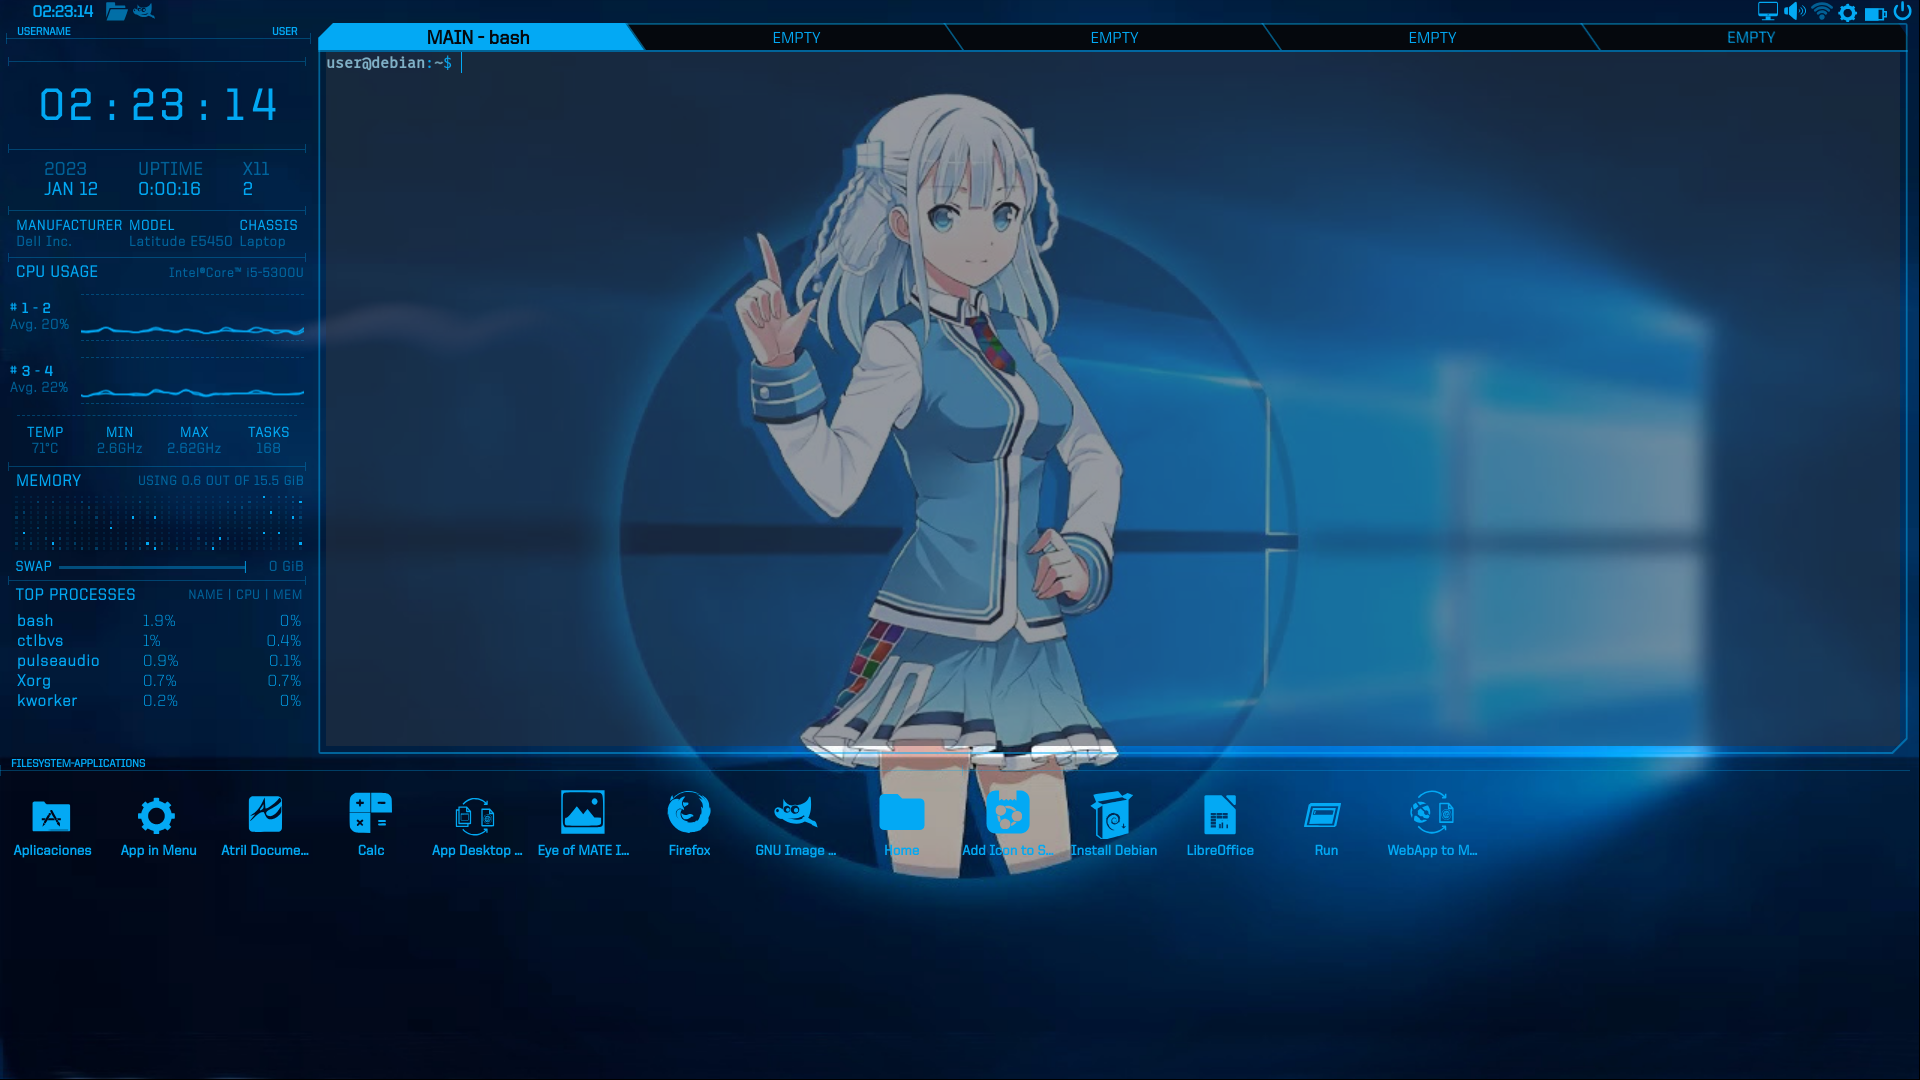 02:23:14
USERNAME USER
02:23:14
2023 UPTIME X11
JAN 12 0:00:16 2
MANUFACTURER MODEL CHASSIS
Dell Inc. Latitude E5450 Laptop
CPU USAGE Intel®Core™ i5-5300U
# 1 - 2
Avg. 20%
# 3 - 4
Avg. 22%
TEMP MIN MAX TASKS
71°C 2.6GHz 2.62GHz 168
MEMORY USING 0.6 OUT OF 15.5 GiB
SWAP 0 GiB
TOP PROCESSES NAME | CPU | MEM
bash 1.9% 0%
ctlbvs 1% 0.4%
pulseaudio 0.9% 0.1%
Xorg 0.7% 0.7%
kworker 0.2% 0%
MAIN - bash EMPTY EMPTY EMPTY EMPTY
user@debian:~$
FILESYSTEM-APPLICATIONS
Aplicaciones App in Menu Atril Docume... Calc App Desktop ... Eye of MATE I... Firefox GNU Image ... Home Add Icon to S... Install Debian LibreOffice Run WebApp to M...